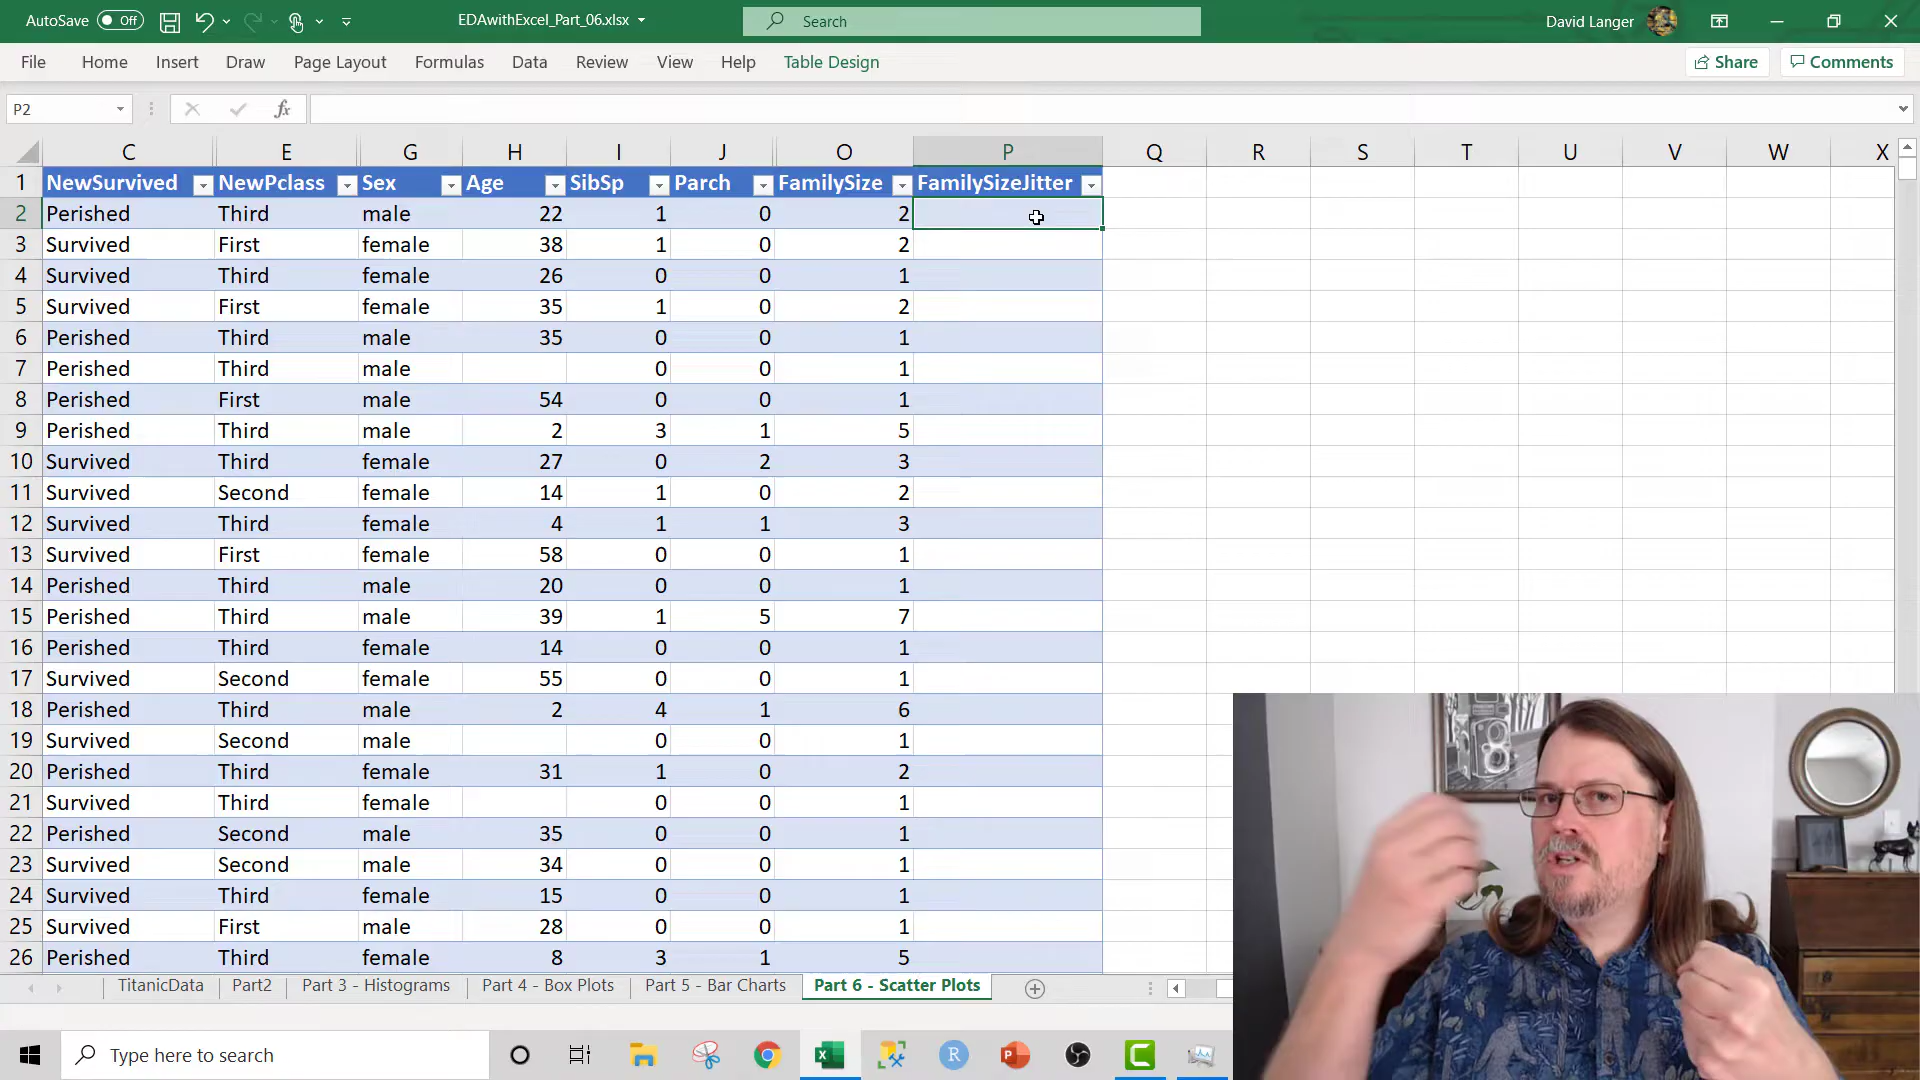 AutoSave Off EDAwithExcel_Part_06.xlsx Search David Langer
File Home Insert Draw Page Layout Formulas Data Review View Help Table Design Share Comments
P2 fx
C E G H I J O P Q R S T U V W X
1 NewSurvived NewPclass Sex Age SibSp Parch FamilySize FamilySizeJitter
2 Perished Third male 22 1 0 2
3 Survived First female 38 1 0 2
4 Survived Third female 26 0 0 1
5 Survived First female 35 1 0 2
6 Perished Third male 35 0 0 1
7 Perished Third male 0 0 1
8 Perished First male 54 0 0 1
9 Perished Third male 2 3 1 5
10 Survived Third female 27 0 2 3
11 Survived Second female 14 1 0 2
12 Survived Third female 4 1 1 3
13 Survived First female 58 0 0 1
14 Perished Third male 20 0 0 1
15 Perished Third male 39 1 5 7
16 Perished Third female 14 0 0 1
17 Survived Second female 55 0 0 1
18 Perished Third male 2 4 1 6
19 Survived Second male 0 0 1
20 Perished Third female 31 1 0 2
21 Survived Third female 0 0 1
22 Perished Second male 35 0 0 1
23 Survived Second male 34 0 0 1
24 Survived Third female 15 0 0 1
25 Survived First male 28 0 0 1
26 Perished Third female 8 3 1 5
TitanicData Part2 Part 3 - Histograms Part 4 - Box Plots Part 5 - Bar Charts Part 6 - Scatter Plots
Type here to search